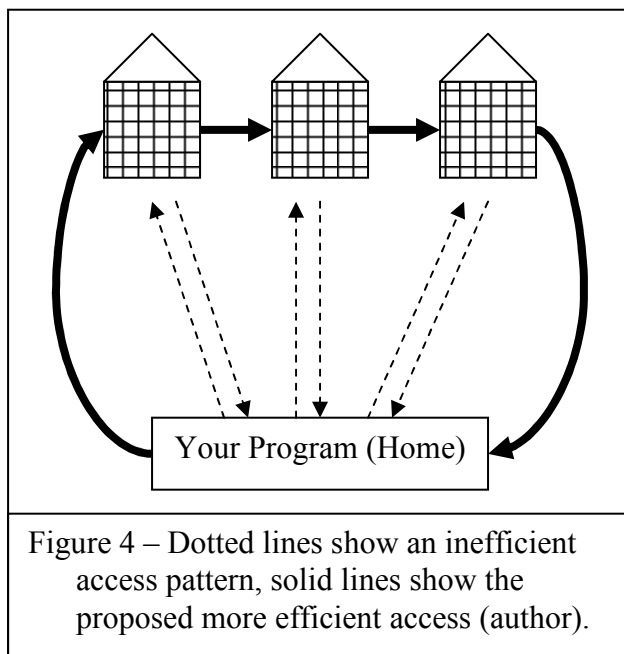 Your Program (Home)
Figure 4 – Dotted lines show an inefficient
access pattern, solid lines show the
proposed more efficient access (author).